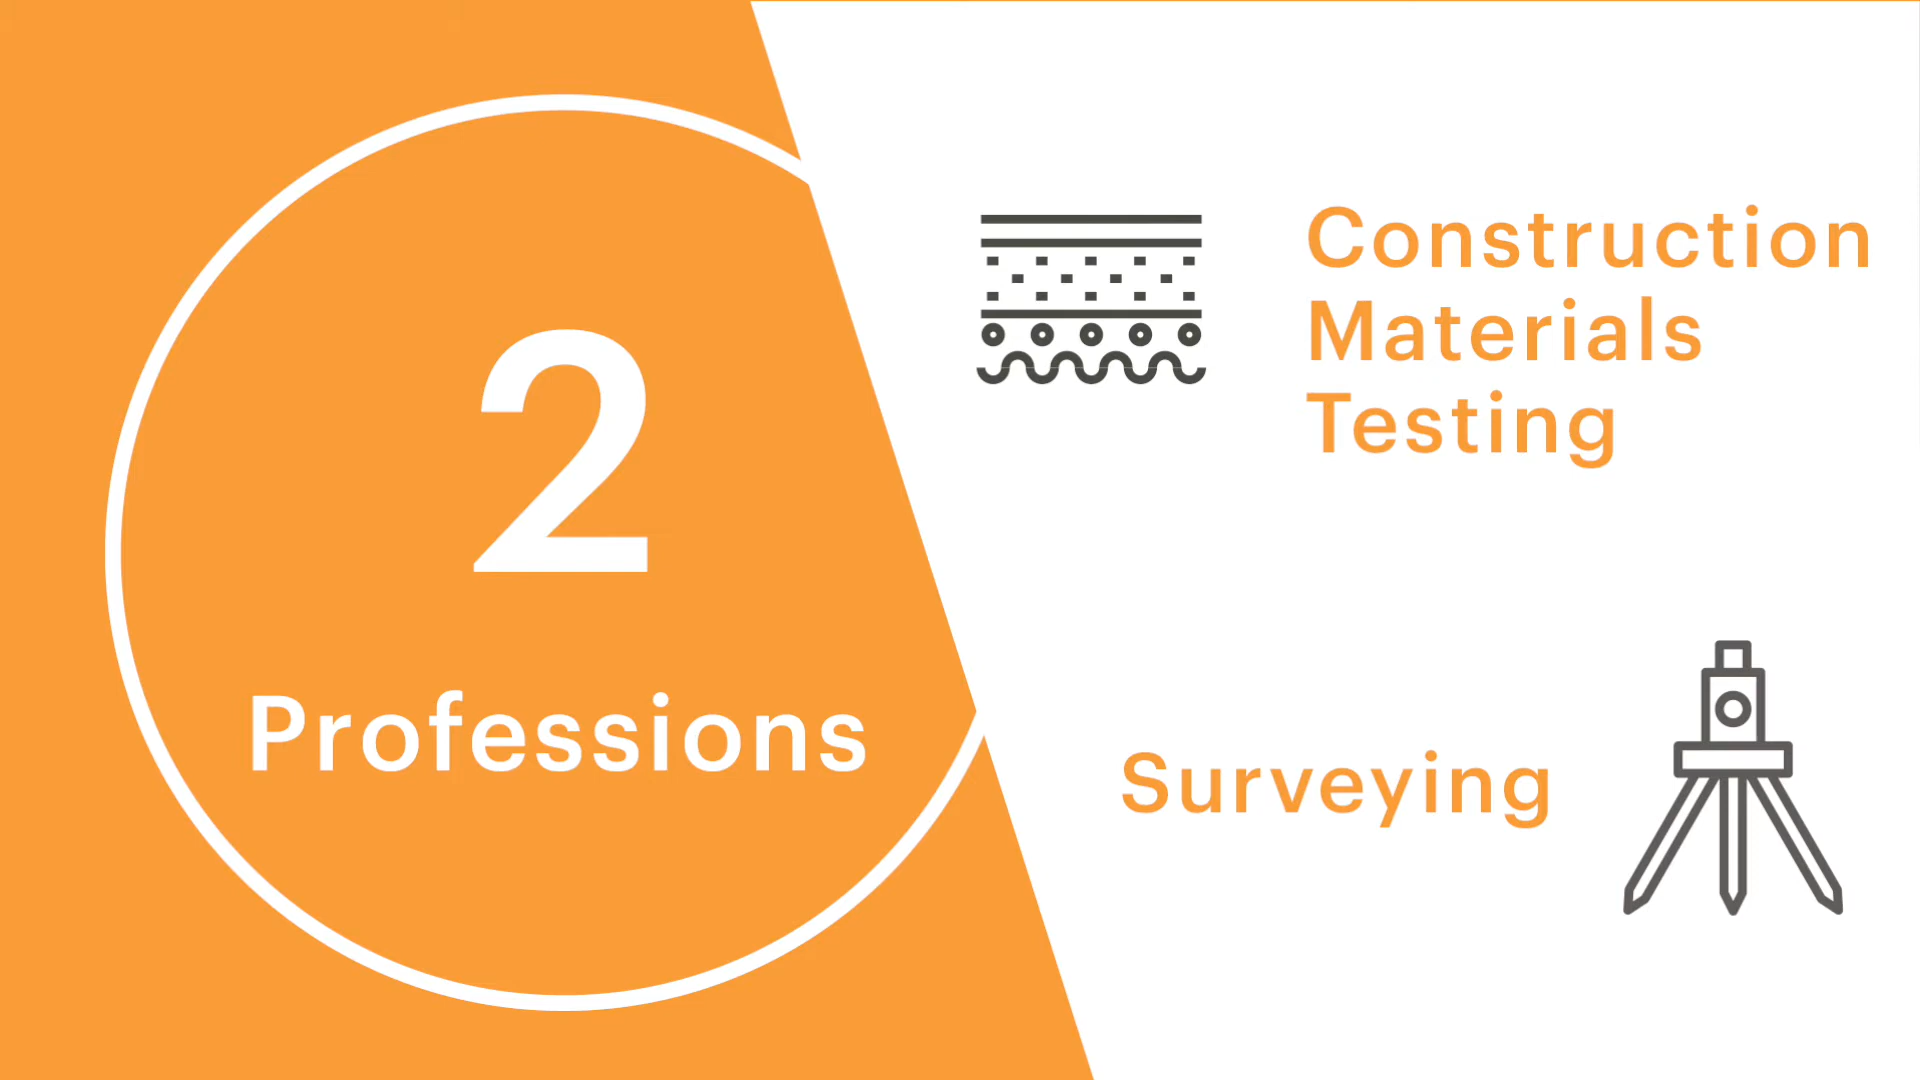 2
Professions
Construction
Materials
Testing
Surveying